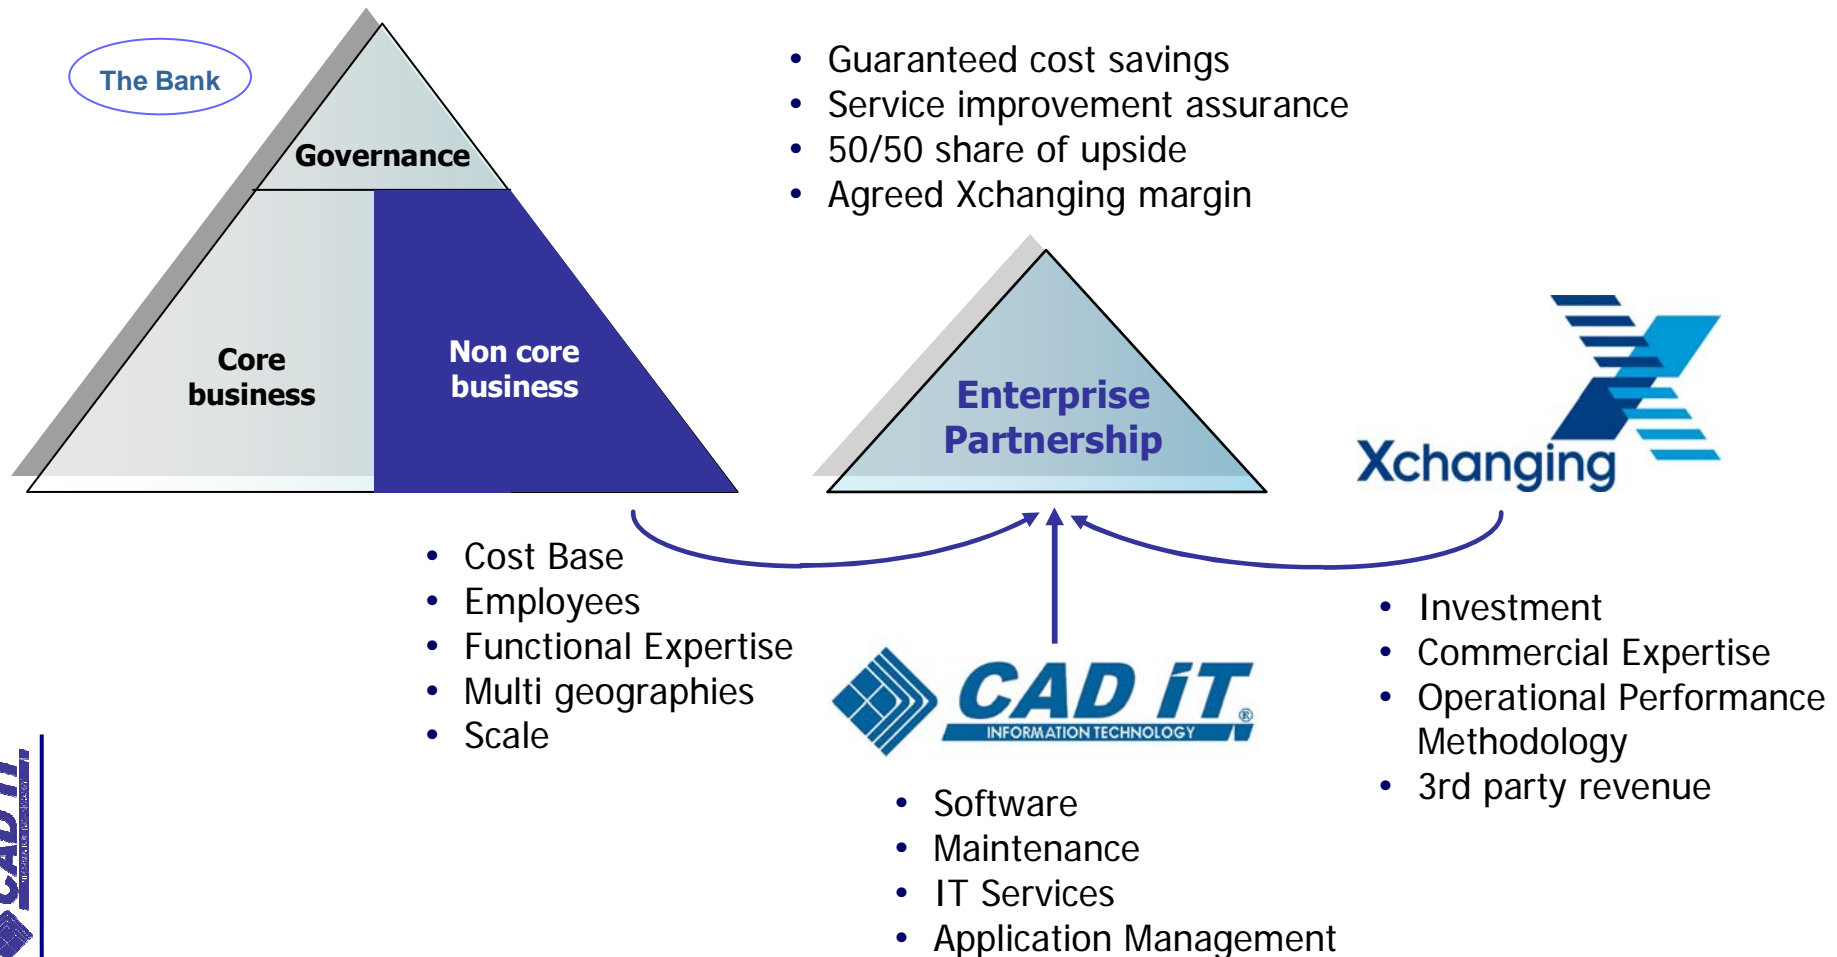 The Bank
Governance
Core
business
Non core
business
• Guaranteed cost savings
• Service improvement assurance
• 50/50 share of upside
• Agreed Xchanging margin
Enterprise
Partnership
Xchanging
• Cost Base
• Employees
• Functional Expertise
• Multi geographies
• Scale
CAD iT®
INFORMATION TECHNOLOGY
• Software
• Maintenance
• IT Services
• Application Management
• Investment
• Commercial Expertise
• Operational Performance
Methodology
• 3rd party revenue
CAD iT